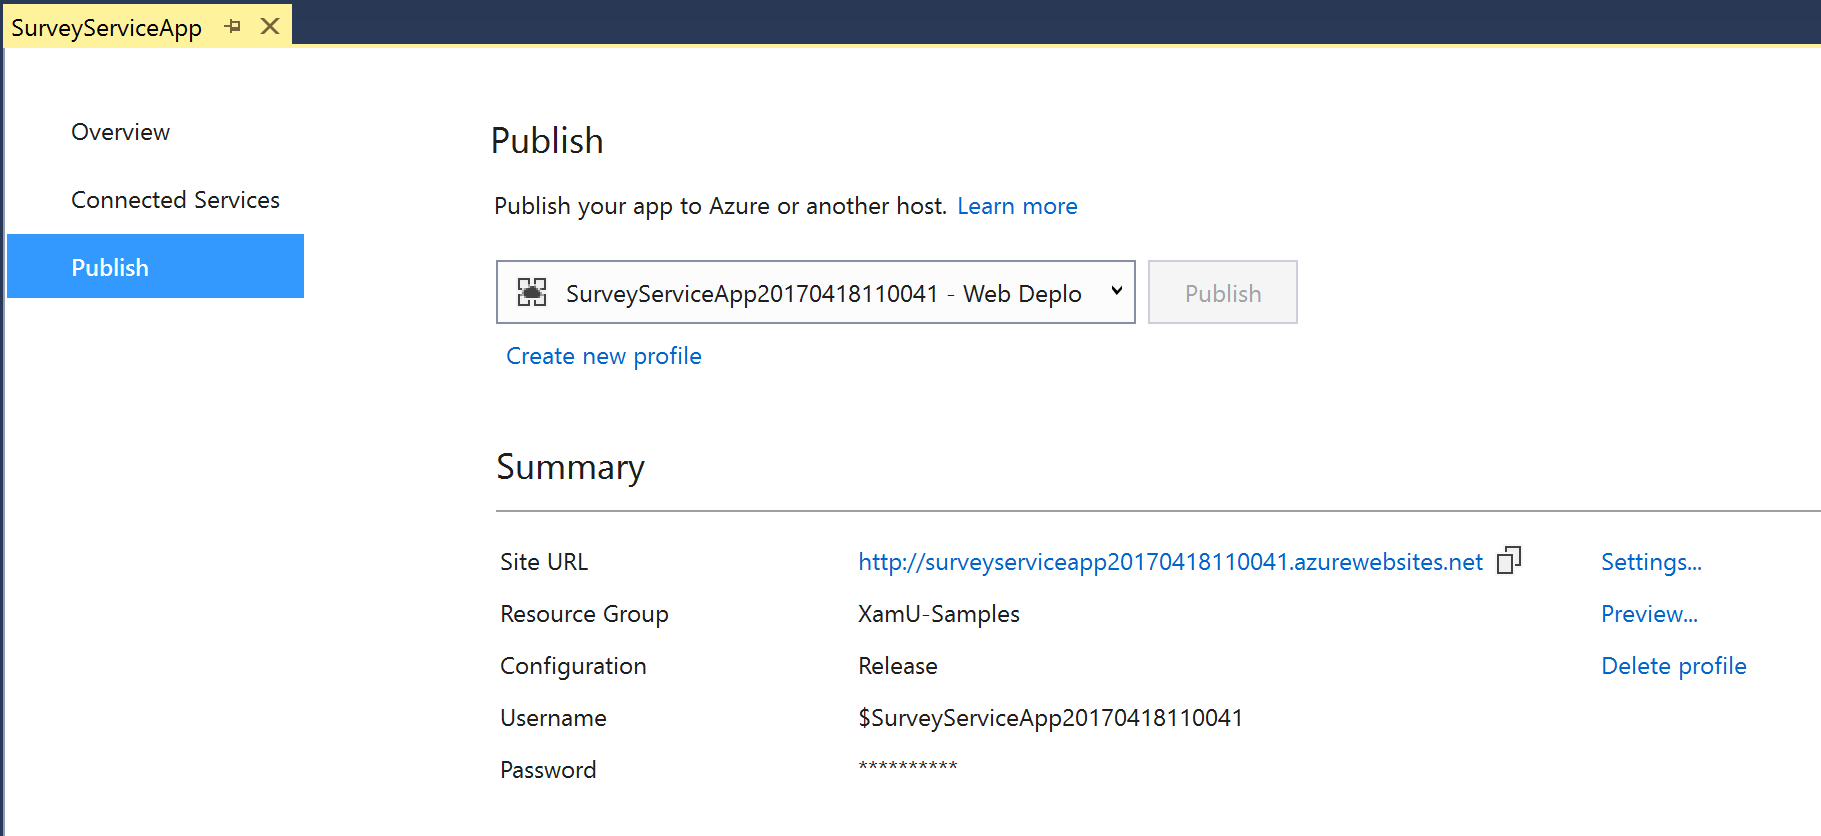 SurveyServiceApp
Overview
Connected Services
Publish
Publish
Publish your app to Azure or another host. Learn more
SurveyServiceApp20170418110041 - Web Deplo
Publish
Create new profile
Summary
Site URL http://surveyserviceapp20170418110041.azurewebsites.net Settings...
Resource Group XamU-Samples Preview...
Configuration Release Delete profile
Username $SurveyServiceApp20170418110041
Password **********